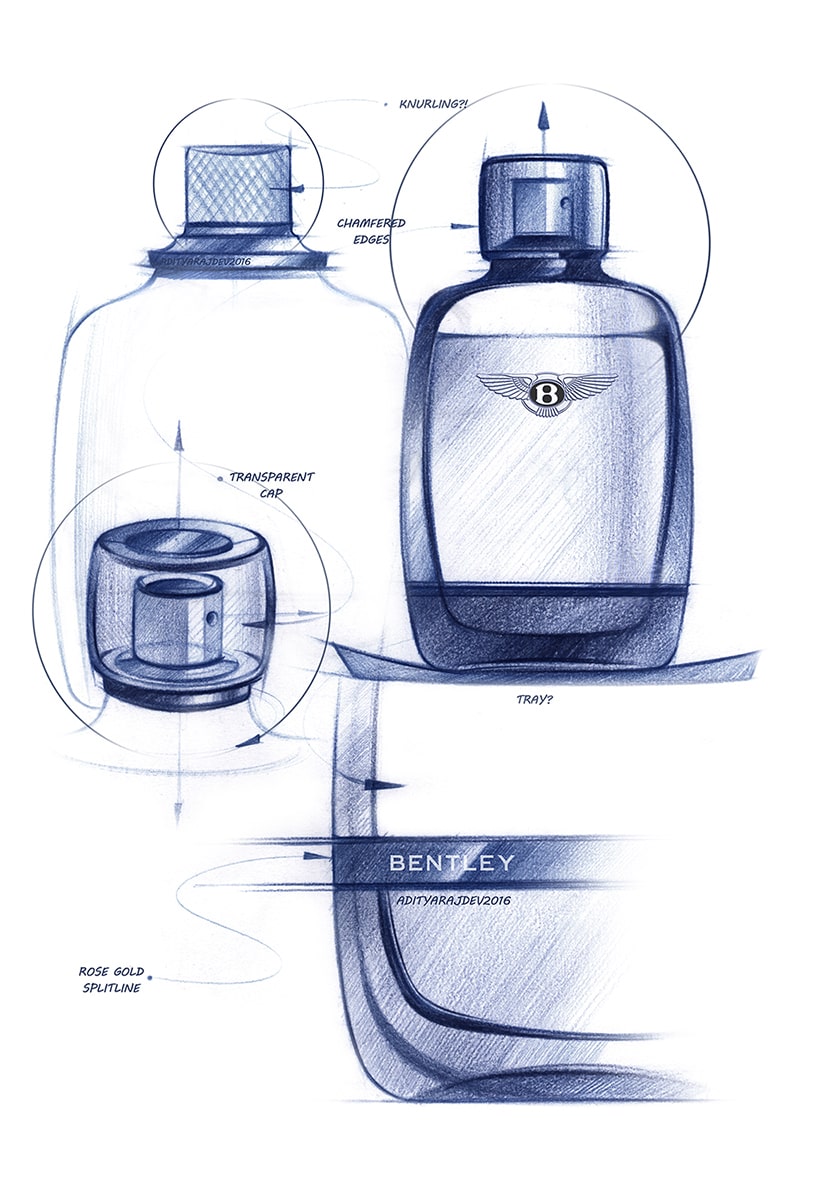 KNURLING?!
CHAMFERED
EDGES
ADITYARAJDEV2016
B
TRANSPARENT
CAP
TRAY?
BENTLEY
ADITYARAJDEV2016
ROSE GOLD
SPLITLINE